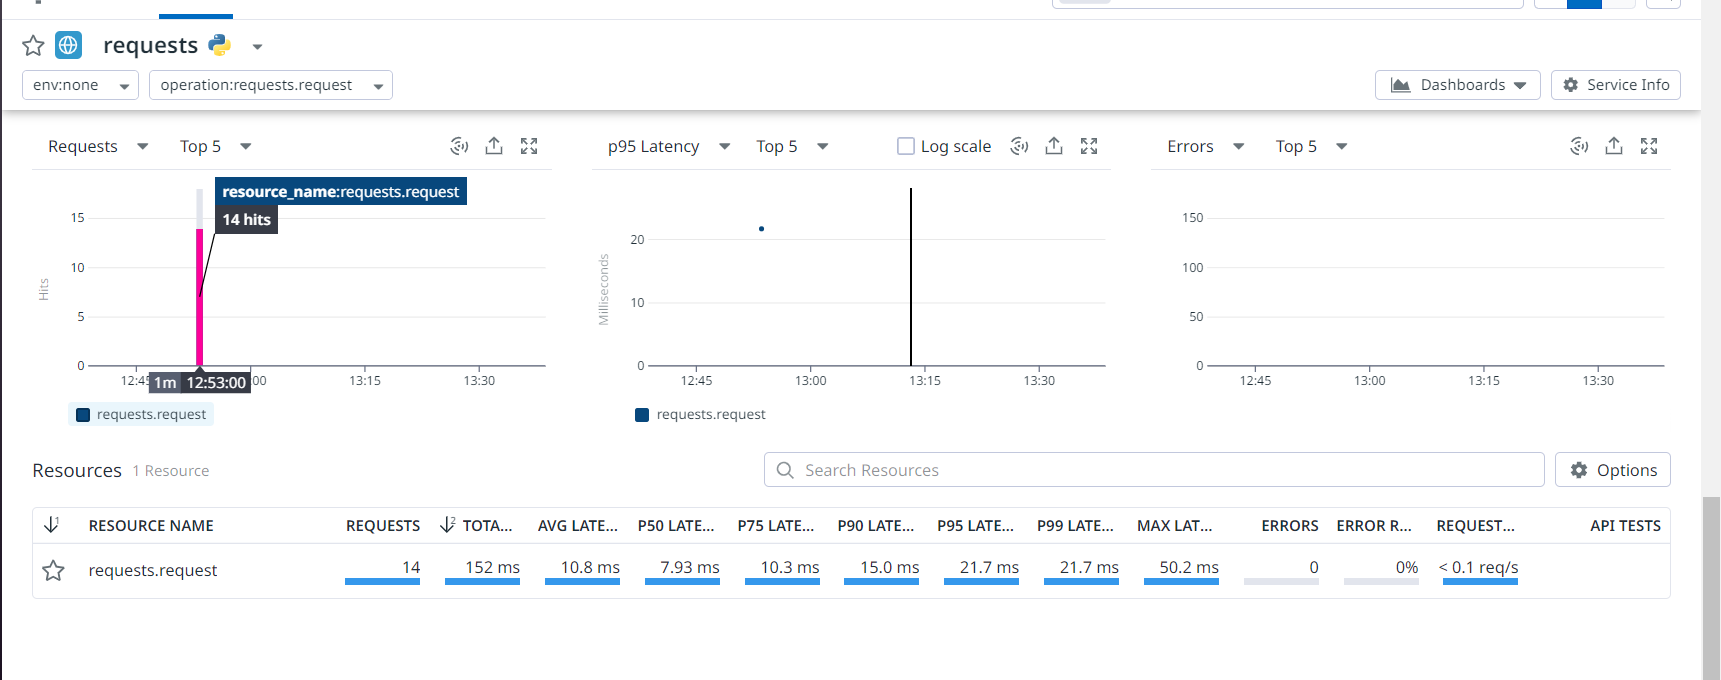 requests
env:none
operation:requests.request
Dashboards
Service Info
Requests
Top 5
p95 Latency
Top 5
Log scale
Errors
Top 5
resource_name:requests.request
14 hits
15
10
5
0
Hits
12:45
1m 12:53:00
:00
13:15
13:30
requests.request
20
10
0
Milliseconds
12:45
13:00
13:15
13:30
requests.request
150
100
50
0
12:45
13:00
13:15
13:30
Resources 1 Resource
Search Resources
Options
1 RESOURCE NAME REQUESTS 2 TOTA... AVG LATE... P50 LATE... P75 LATE... P90 LATE... P95 LATE... P99 LATE... MAX LAT... ERRORS ERROR R... REQUEST... API TESTS
requests.request 14 152 ms 10.8 ms 7.93 ms 10.3 ms 15.0 ms 21.7 ms 21.7 ms 50.2 ms 0 0% < 0.1 req/s